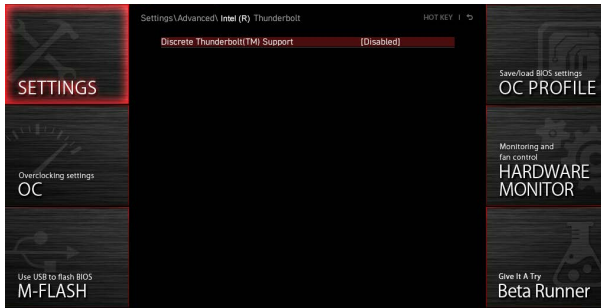 Settings\Advanced\ Intel (R) Thunderbolt
HOT KEY |
Discrete Thunderbolt(TM) Support [Disabled]
SETTINGS
Overclocking settings
OC
Use USB to flash BIOS
M-FLASH
Save/load BIOS settings
OC PROFILE
Monitoring and
fan control
HARDWARE
MONITOR
Give It A Try
Beta Runner